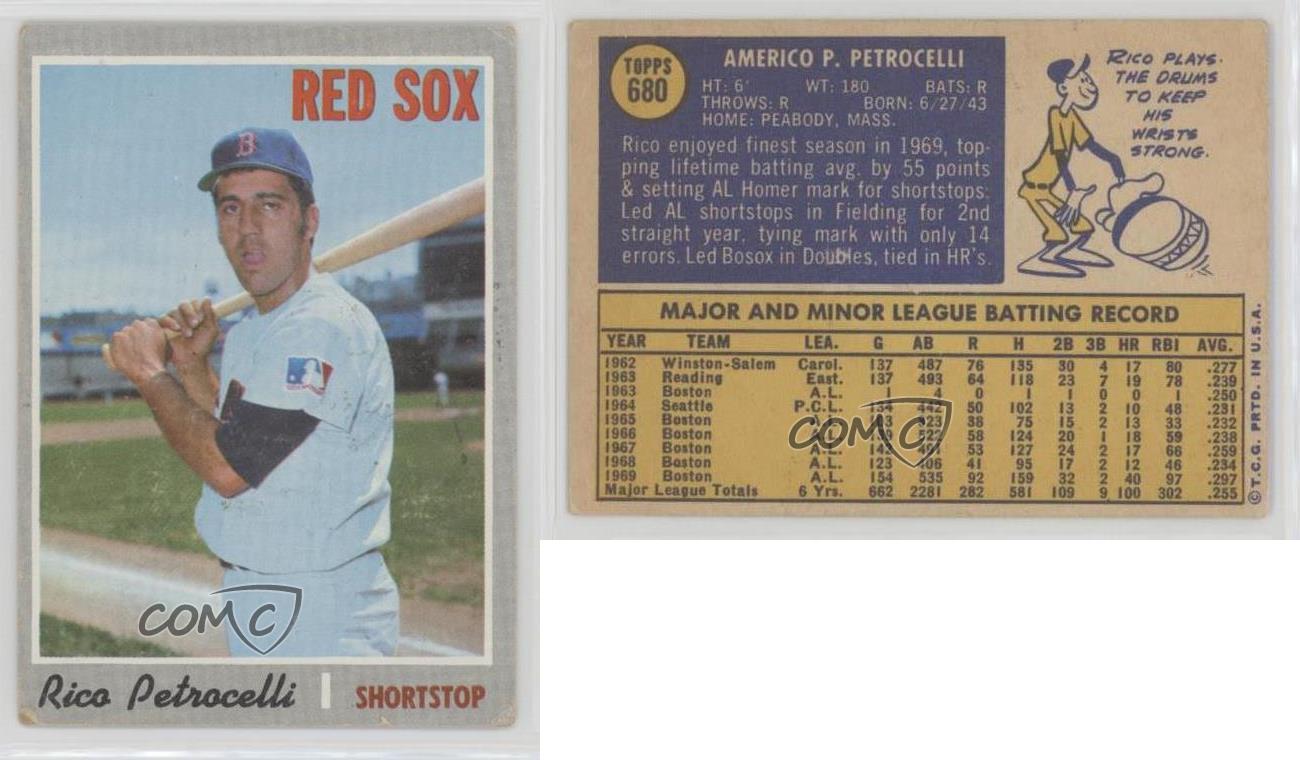 RED SOX
B
COMC
Rico Petrocelli | SHORTSTOP
TOPPS
680
AMERICO P. PETROCELLI
HT: 6' WT: 180 BATS: R
THROWS: R BORN: 6/27/43
HOME: PEABODY, MASS.
Rico enjoyed finest season in 1969, top-
ping lifetime batting avg. by 55 points
& setting AL Homer mark for shortstops.
Led AL shortstops in Fielding for 2nd
straight year, tying mark with only 14
errors. Led Bosox in Doubles, tied in HR's.
RICO PLAYS
THE DRUMS
TO KEEP
HIS
WRISTS
STRONG.
MAJOR AND MINOR LEAGUE BATTING RECORD
YEAR TEAM LEA. G AB R H 2B 3B HR RBI AVG.
1962 Winston-Salem Carol. 137 487 76 135 30 4 17 80 .277
1963 Reading East. 137 493 64 118 23 7 19 78 .239
1963 Boston A.L. 1 4 0 1 1 0 0 1 .250
1964 Seattle P.C.L. 134 442 50 102 13 2 10 48 .231
1965 Boston 38 75 15 2 13 33 .232
1966 Boston 58 124 20 1 18 59 .238
1967 Boston A.L. 53 127 24 2 17 66 .259
1968 Boston A.L. 123 406 41 95 17 2 12 46 .234
1969 Boston A.L. 154 535 92 159 32 2 40 97 .297
Major League Totals 6 Yrs. 662 2281 282 581 109 9 100 302 .255
COMC
© T.C.G. PRTD. IN U.S.A.